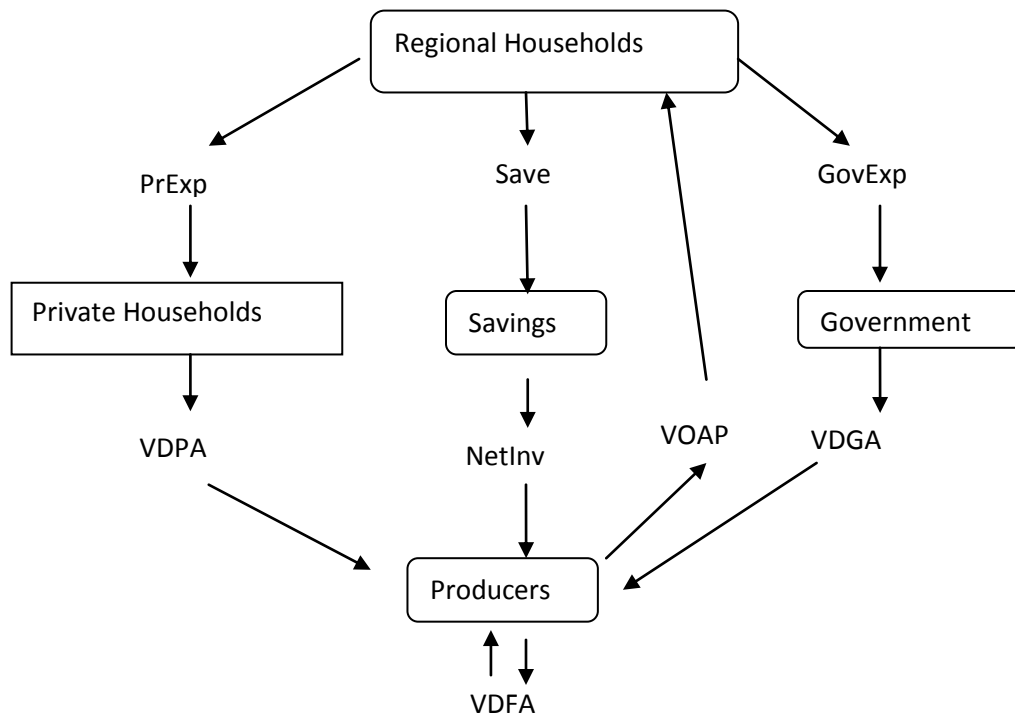 Regional Households
PrExp
Save
GovExp
Private Households
Savings
Government
VDPA
NetInv
VOAP
VDGA
Producers
VDFA